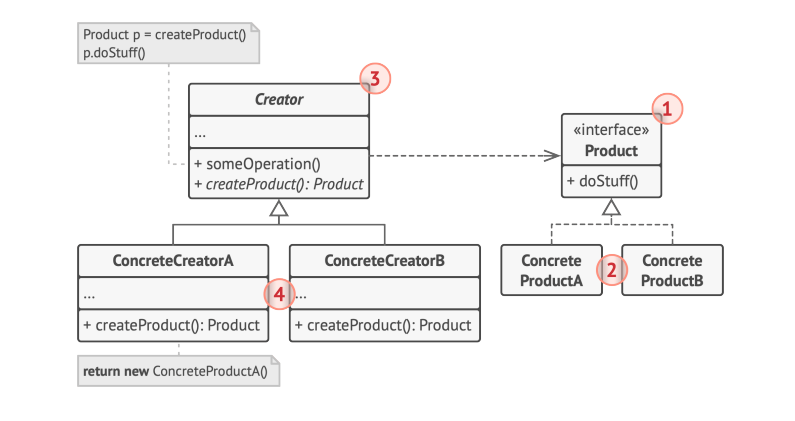 Product p = createProduct()
p.doStuff()
3
Creator
...
+ someOperation()
+ createProduct(): Product
1
«interface»
Product
+ doStuff()
ConcreteCreatorA
...
+ createProduct(): Product
4
ConcreteCreatorB
...
+ createProduct(): Product
Concrete
ProductA
2
Concrete
ProductB
return new ConcreteProductA()